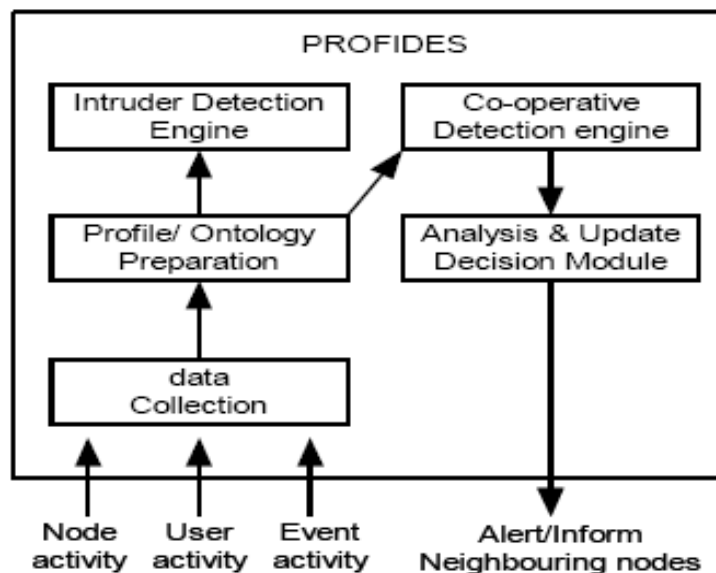 PROFIDES
Intruder Detection
Engine
Co-operative
Detection engine
Profile/ Ontology
Preparation
Analysis & Update
Decision Module
data
Collection
Node
activity
User
activity
Event
activity
Alert/Inform
Neighbouring nodes